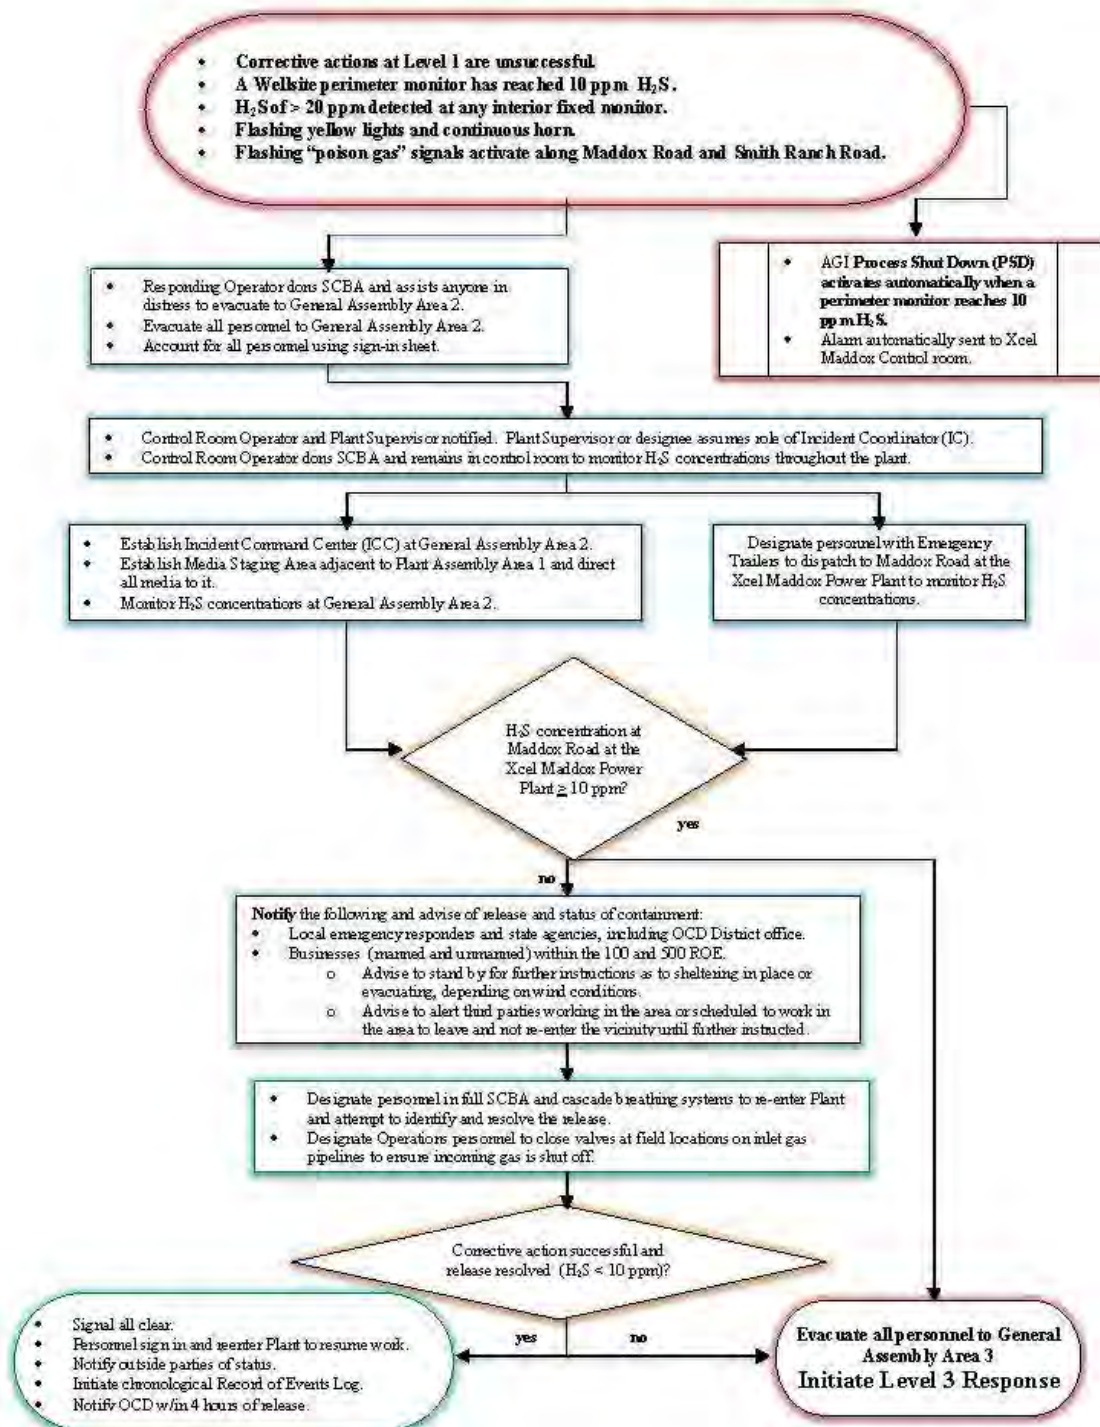 • Corrective actions at Level 1 are unsuccessful.
• A Wellsite perimeter monitor has reached 10 ppm H₂S.
• H₂S of > 20 ppm detected at any interior fixed monitor.
• Flashing yellow lights and continuous horn.
• Flashing “poison gas” signals activate along Maddox Road and Smith Ranch Road.
• Responding Operator dons SCBA and assists anyone in
distress to evacuate to General Assembly Area 2.
• Evacuate all personnel to General Assembly Area 2.
• Account for all personnel using sign-in sheet.
• AGI Process Shut Down (PSD)
activates automatically when a
perimeter monitor reaches 10
ppm H₂S.
• Alarm automatically sent to Xcel
Maddox Control room.
• Control Room Operator and Plant Supervisor notified. Plant Supervisor or designee assumes role of Incident Coordinator (IC).
• Control Room Operator dons SCBA and remains in control room to monitor H₂S concentrations throughout the plant.
• Establish Incident Command Center (ICC) at General Assembly Area 2.
• Establish Media Staging Area adjacent to Plant Assembly Area 1 and direct
all media to it.
• Monitor H₂S concentrations at General Assembly Area 2.
Designate personnel with Emergency
Trailers to dispatch to Maddox Road at the
Xcel Maddox Power Plant to monitor H₂S
concentrations.
H₂S concentration at
Maddox Road at the
Xcel Maddox Power
Plant ≥ 10 ppm?
yes
no
Notify the following and advise of release and status of containment:
• Local emergency responders and state agencies, including OCD District office.
• Businesses (manned and unmanned) within the 100 and 500 ROE.
o Advise to stand by for further instructions as to sheltering in place or
evacuating, depending on wind conditions.
o Advise to alert third parties working in the area or scheduled to work in
the area to leave and not re-enter the vicinity until further instructed.
• Designate personnel in full SCBA and cascade breathing systems to re-enter Plant
and attempt to identify and resolve the release.
• Designate Operations personnel to close valves at field locations on inlet gas
pipelines to ensure incoming gas is shut off.
Corrective action successful and
release resolved (H₂S < 10 ppm)?
yes no
• Signal all clear.
• Personnel sign in and reenter Plant to resume work.
• Notify outside parties of status.
• Initiate chronological Record of Events Log.
• Notify OCD w/in 4 hours of release.
Evacuate all personnel to General
Assembly Area 3
Initiate Level 3 Response